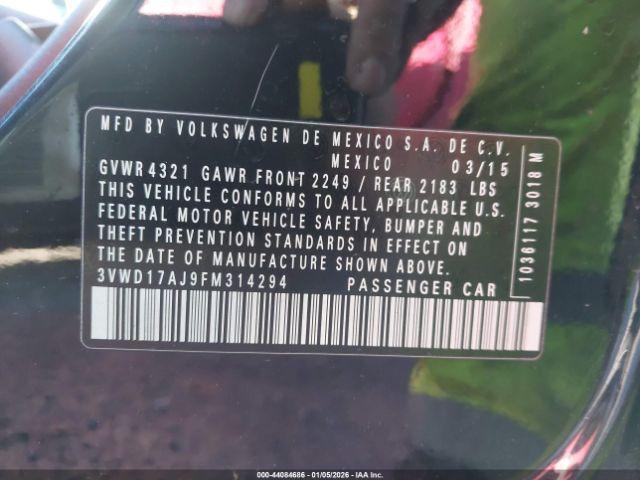 MFD BY VOLKSWAGEN DE MEXICO S.A. DE C.V.
MEXICO 03/15
GVWR 4321 GAWR FRONT 2249 / REAR 2183 LBS
THIS VEHICLE CONFORMS TO ALL APPLICABLE U.S.
FEDERAL MOTOR VEHICLE SAFETY, BUMPER AND
THEFT PREVENTION STANDARDS IN EFFECT ON
THE DATE OF MANUFACTURE SHOWN ABOVE.
3VWD17AJ9FM314294 PASSENGER CAR
1036117 3018 M
000-44084686 - 01/05/2026 - IAA Inc.